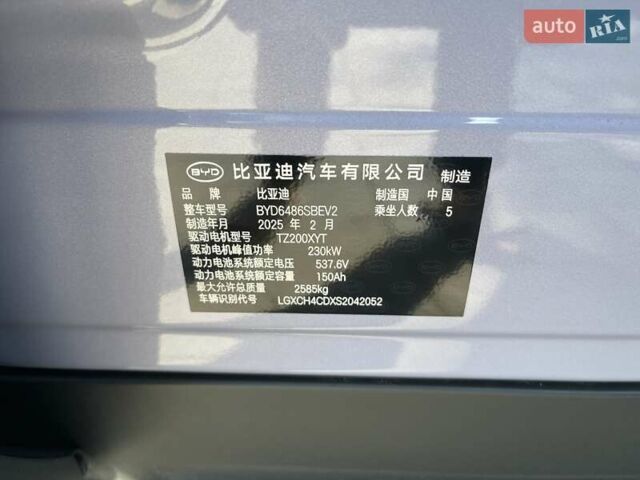 auto RIA.com
BYD 比亚迪汽车有限公司 制造
品牌 比亚迪 制造国 中国
整车型号 BYD6486SBEV2 乘坐人数 5
制造年月 2025 年 2 月
驱动电机型号 TZ200XYT
驱动电机峰值功率 230kW
动力电池系统额定电压 537.6V
动力电池系统额定容量 150Ah
最大允许总质量 2585kg
车辆识别代号 LGXCH4CDXS2042052